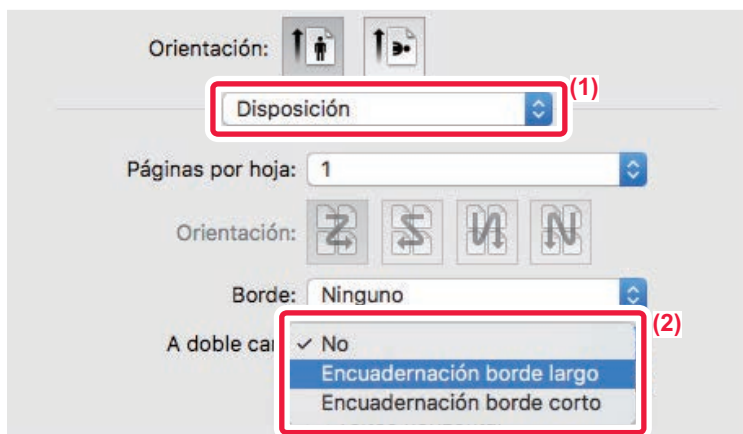 Orientación:
(1)
Disposición
Páginas por hoja: 1
Orientación:
Borde: Ninguno
(2)
A doble ✓ No
Encuadernación borde largo
Encuadernación borde corto